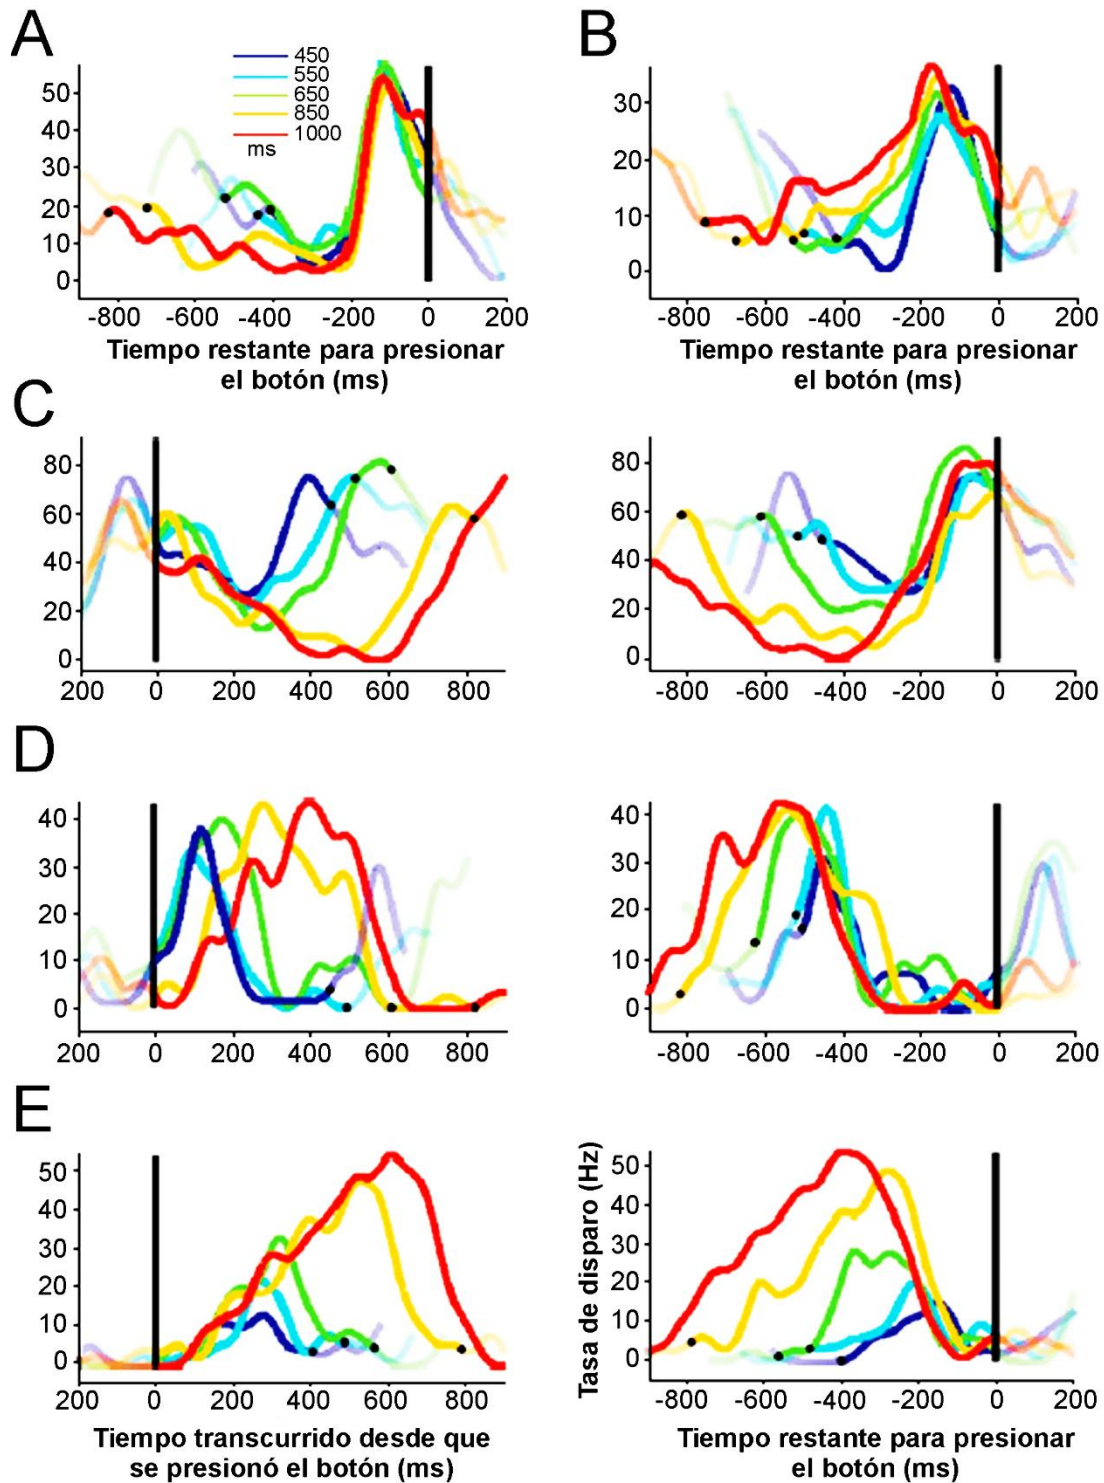 A
B
450
550
650
850
1000
ms
50
40
30
20
10
0
-800 -600 -400 -200 0 200
Tiempo restante para presionar
el botón (ms)
30
20
10
0
-800 -600 -400 -200 0 200
Tiempo restante para presionar
el botón (ms)
C
80
60
40
20
0
200 0 200 400 600 800
80
60
40
20
0
-800 -600 -400 -200 0 200
D
40
30
20
10
0
200 0 200 400 600 800
40
30
20
10
0
-800 -600 -400 -200 0 200
E
50
40
30
20
10
0
200 0 200 400 600 800
Tiempo transcurrido desde que
se presionó el botón (ms)
Tasa de disparo (Hz)
50
40
30
20
10
0
-800 -600 -400 -200 0 200
Tiempo restante para presionar
el botón (ms)